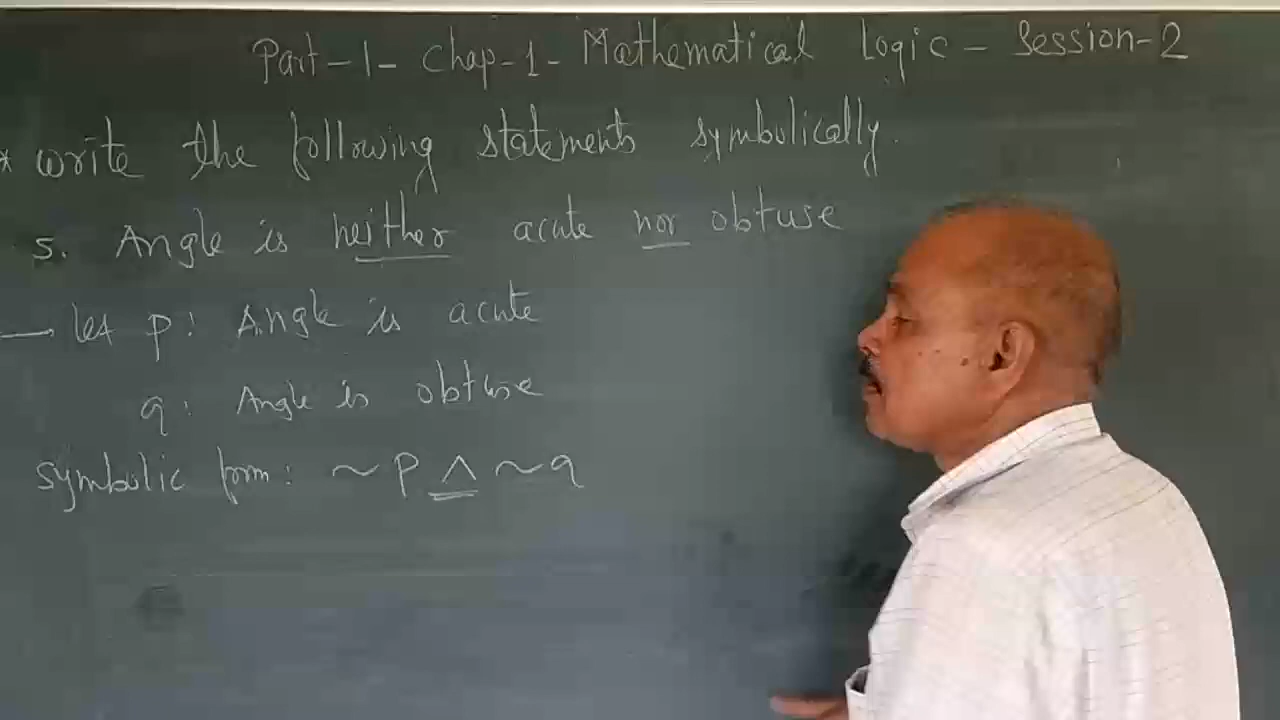 Part-1- Chap-1- Mathematical Logic - Session-2
* Write the following statements symbolically.
5. Angle is neither acute nor obtuse
→ let p: Angle is acute
q: Angle is obtuse
symbolic form: ~p ∧ ~q